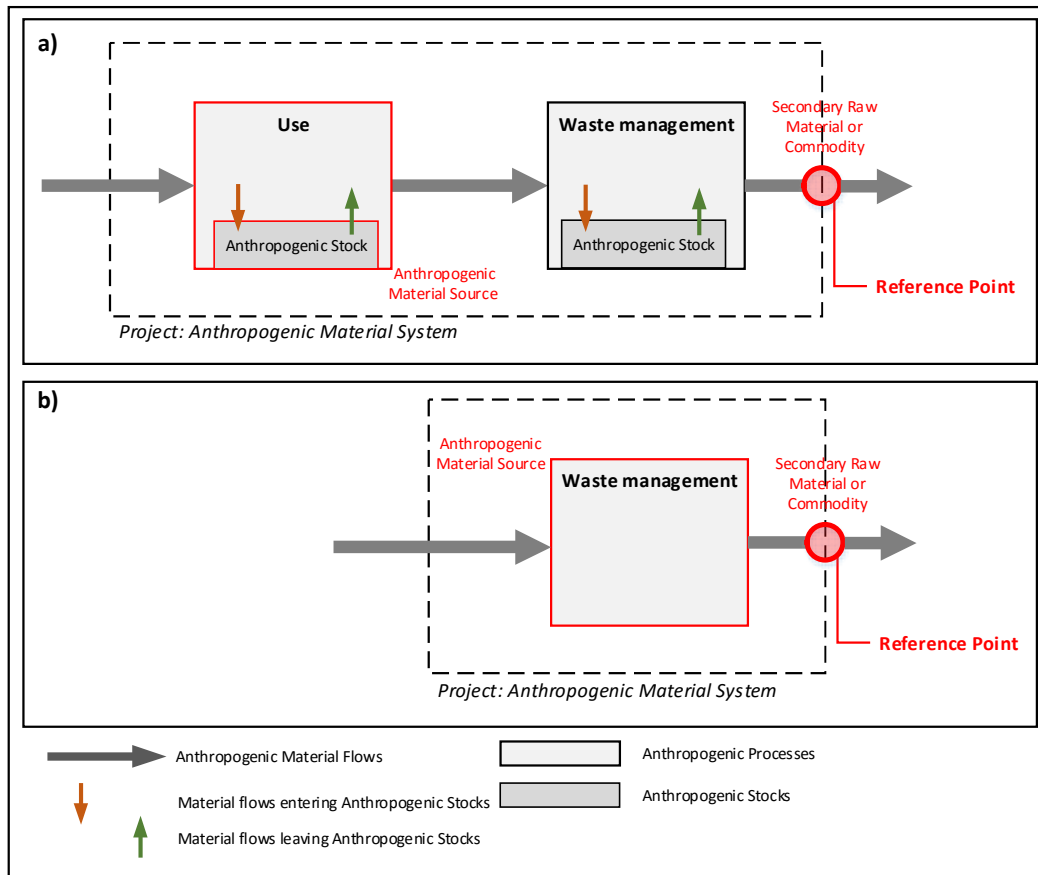 a)
Use
Anthropogenic Stock
Anthropogenic
Material Source
Waste management
Anthropogenic Stock
Secondary Raw
Material or
Commodity
Reference Point
Project: Anthropogenic Material System
b)
Anthropogenic
Material Source
Waste management
Secondary Raw
Material or
Commodity
Reference Point
Project: Anthropogenic Material System
Anthropogenic Material Flows
Anthropogenic Processes
Material flows entering Anthropogenic Stocks
Anthropogenic Stocks
Material flows leaving Anthropogenic Stocks